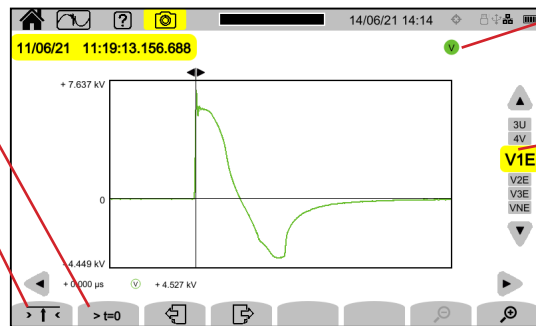 ?
14/06/21 14:14
11/06/21 11:19:13.156.688
V
+ 7.637 kV
3U
4V
V1E
0
V2E
V3E
VNE
4.449 kV
+ 0.000 µs V + 4.527 kV
> t=0